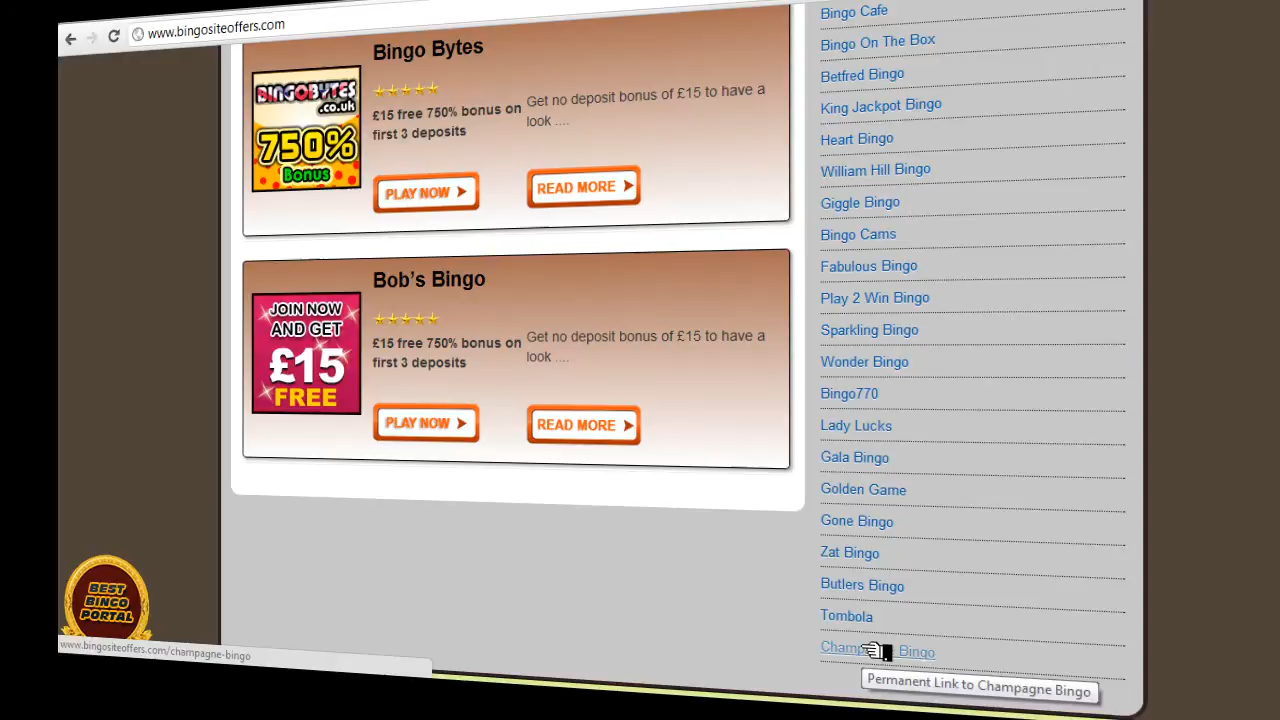 www.bingositeoffers.com
Bingo Bytes
BINGOBYTES
.co.uk
750%
Bonus
£15 free 750% bonus on
first 3 deposits
Get no deposit bonus of £15 to have a
look ....
PLAY NOW
READ MORE
Bob's Bingo
JOIN NOW
AND GET
£15
FREE
£15 free 750% bonus on
first 3 deposits
Get no deposit bonus of £15 to have a
look ....
PLAY NOW
READ MORE
Bingo Cafe
Bingo On The Box
Betfred Bingo
King Jackpot Bingo
Heart Bingo
William Hill Bingo
Giggle Bingo
Bingo Cams
Fabulous Bingo
Play 2 Win Bingo
Sparkling Bingo
Wonder Bingo
Bingo770
Lady Lucks
Gala Bingo
Golden Game
Gone Bingo
Zat Bingo
Butlers Bingo
Tombola
Champagne Bingo
Permanent Link to Champagne Bingo
BEST
BINGO
PORTAL
www.bingositeoffers.com/champagne-bingo